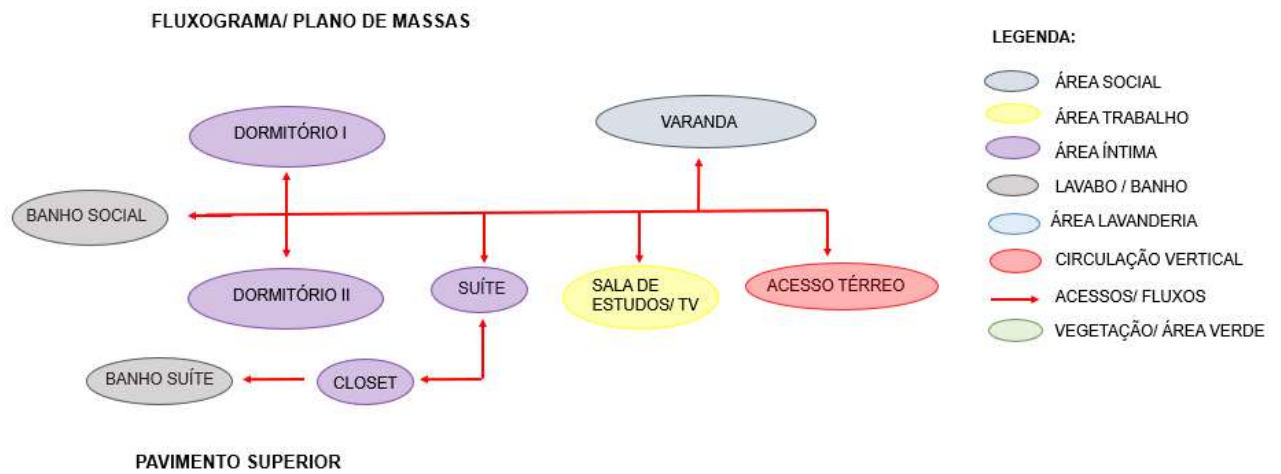 FLUXOGRAMA/ PLANO DE MASSAS
LEGENDA:
ÁREA SOCIAL
ÁREA TRABALHO
ÁREA ÍNTIMA
LAVABO / BANHO
ÁREA LAVANDERIA
CIRCULAÇÃO VERTICAL
ACESSOS/ FLUXOS
VEGETAÇÃO/ ÁREA VERDE
DORMITÓRIO I
VARANDA
BANHO SOCIAL
DORMITÓRIO II
SUÍTE
SALA DE
ESTUDOS/ TV
ACESSO TÉRREO
BANHO SUÍTE
CLOSET
PAVIMENTO SUPERIOR